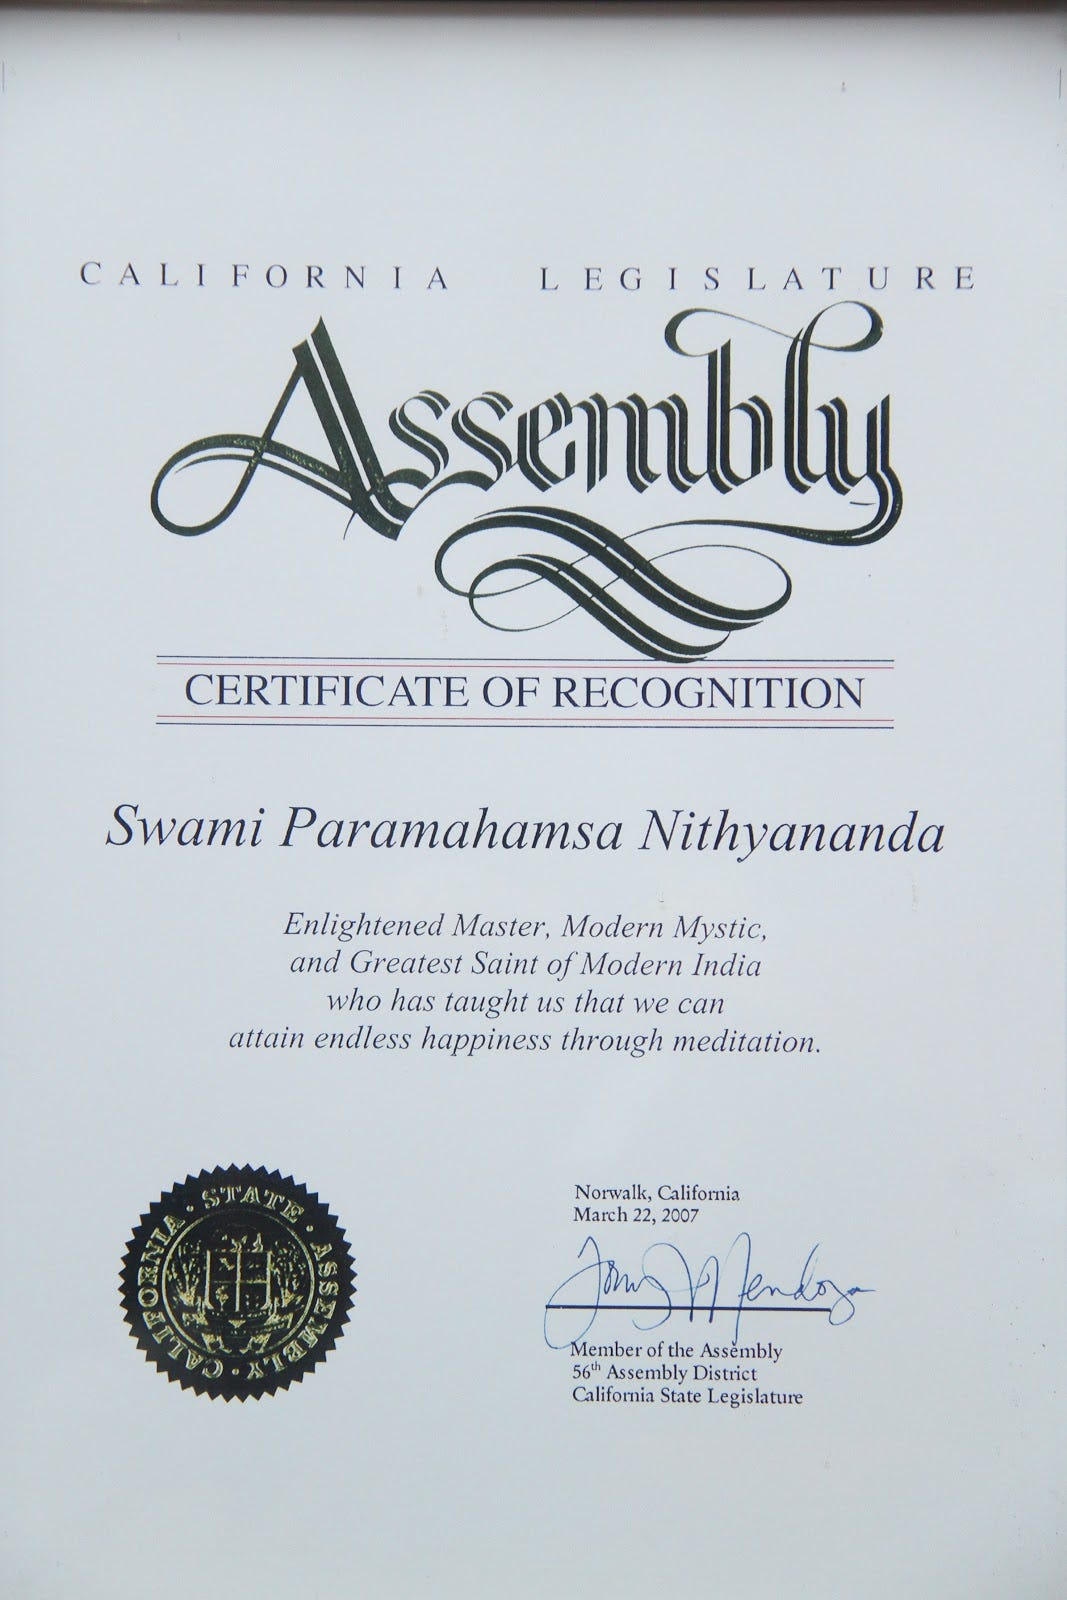 CALIFORNIA LEGISLATURE
Assembly
CERTIFICATE OF RECOGNITION
Swami Paramahamsa Nithyananda
Enlightened Master, Modern Mystic,
and Greatest Saint of Modern India
who has taught us that we can
attain endless happiness through meditation.
CALIFORNIA · STATE · ASSEMBLY ·
Norwalk, California
March 22, 2007
Tony Mendoza
Member of the Assembly
56th Assembly District
California State Legislature